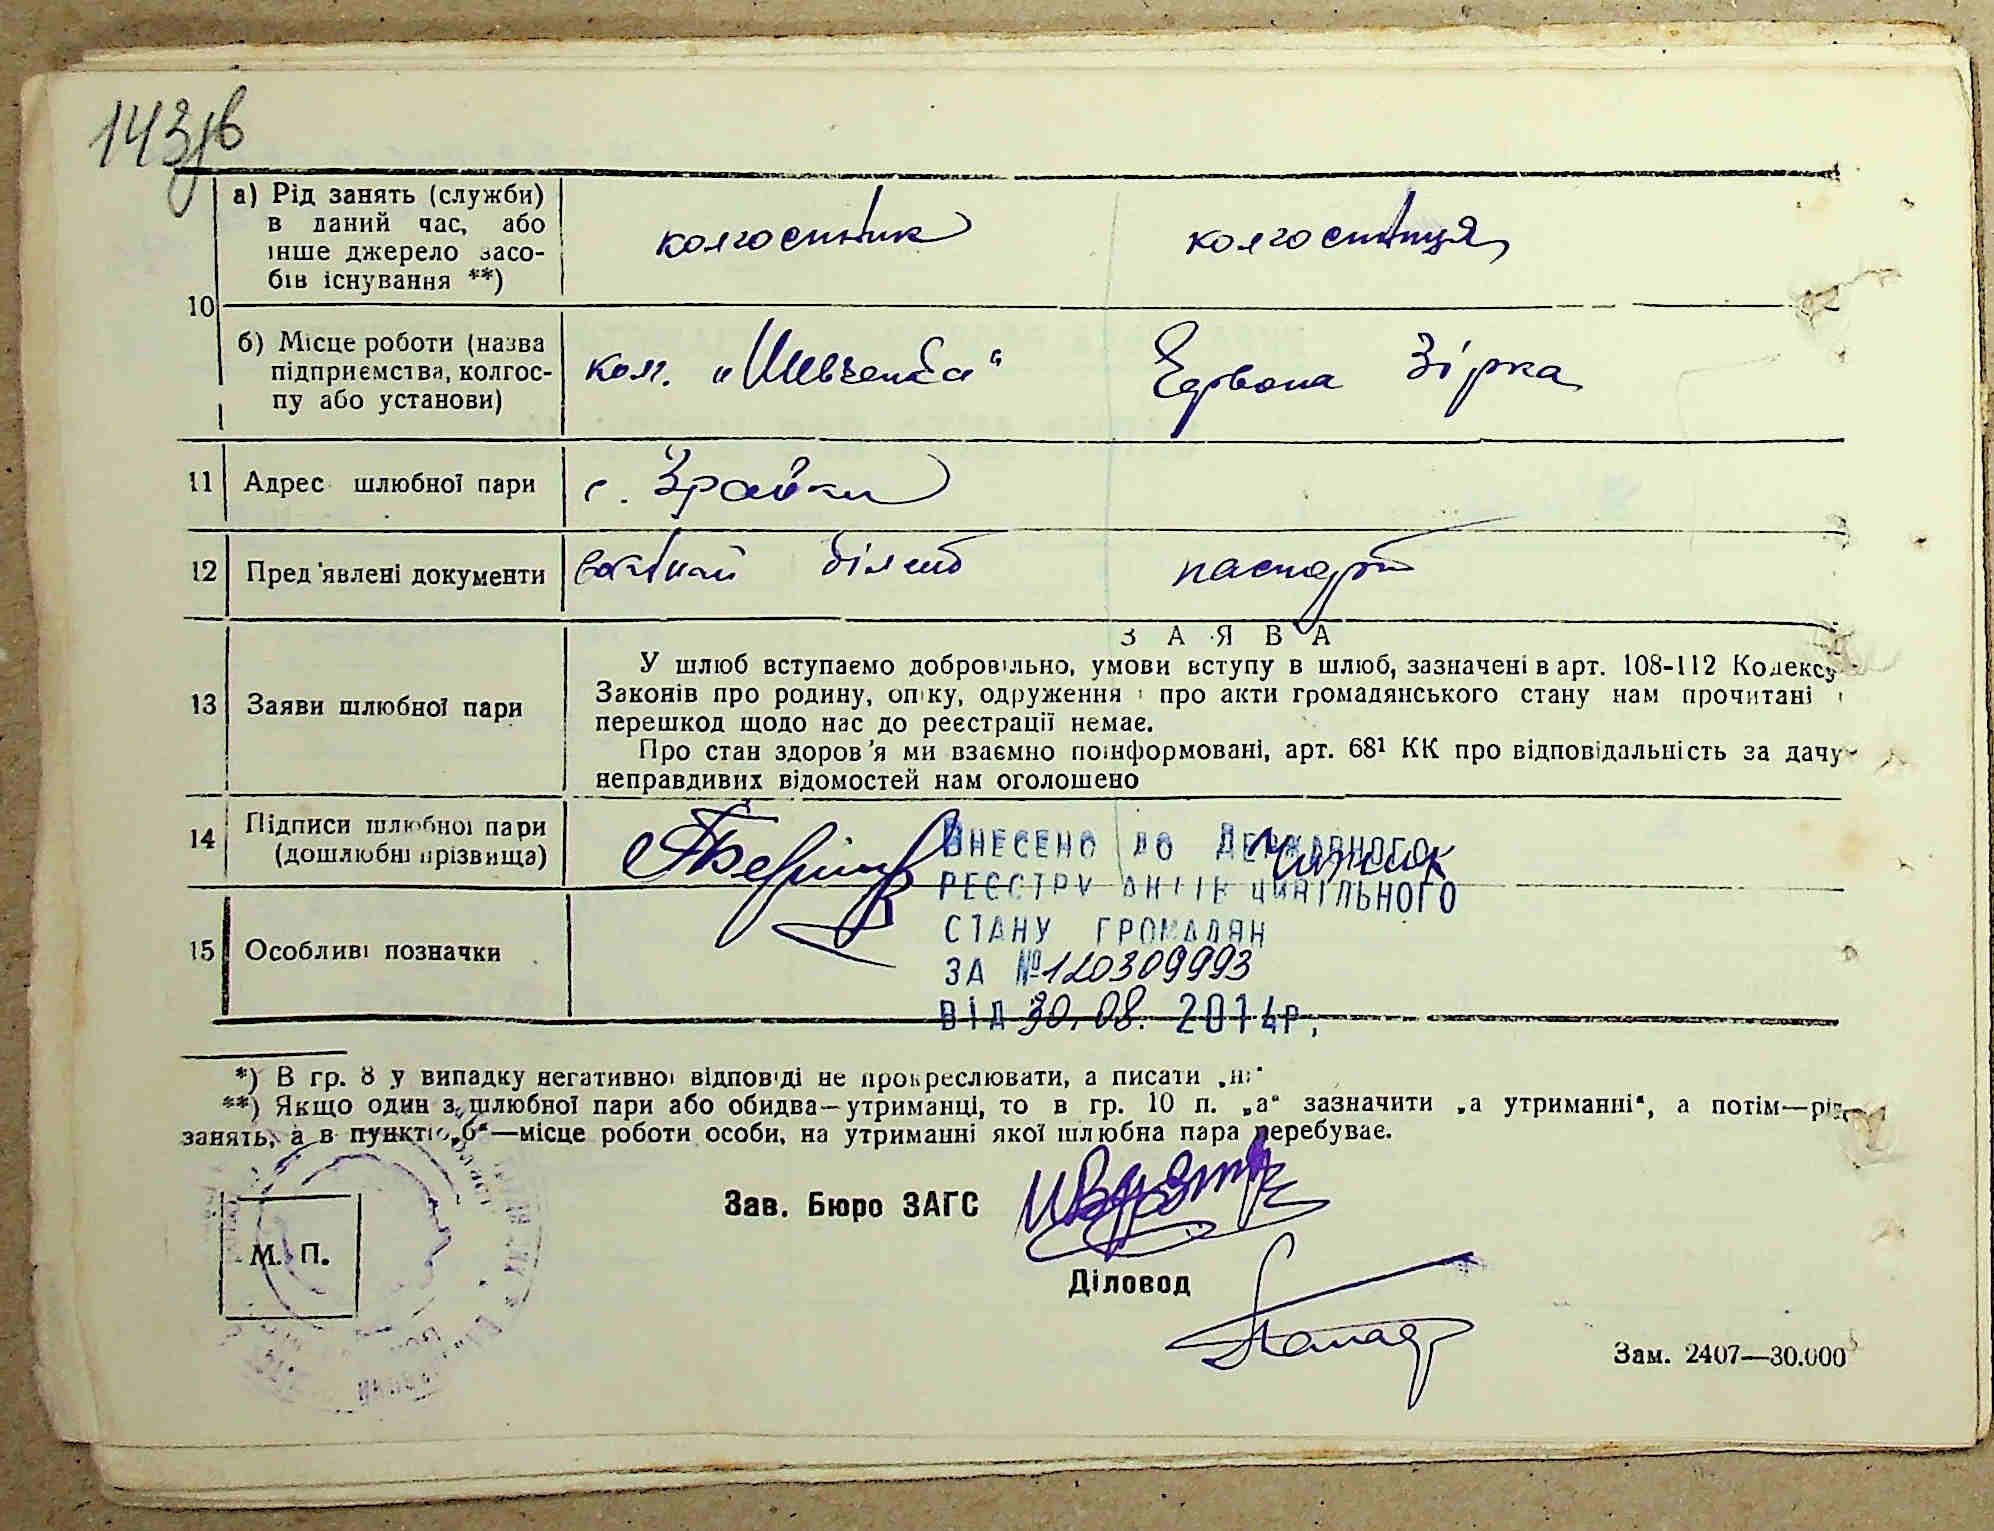 143зв
а) Рід занять (служби)
в даний час, або
інше джерело засо-
бів існування **)
колгоспник
колгоспниця
10
б) Місце роботи (назва
підприємства, колгос-
пу або установи)
кол. „Шевченка“
Червона Зірка
11 Адрес шлюбної пари
с. Зрайки
12 Пред'явлені документи
паспорт
білет
З А Я В А
13 Заяви шлюбної пари
У шлюб вступаємо добровільно, умови вступу в шлюб, зазначені в арт. 108-112 Кодексу
Законів про родину, опіку, одруження і про акти громадянського стану нам прочитані і
перешкод щодо нас до реєстрації немає.
Про стан здоров'я ми взаємно поінформовані, арт. 68¹ КК про відповідальність за дачу
неправдивих відомостей нам оголошено
14 Підписи шлюбної пари
(дошлюбні прізвища)
ВНЕСЕНО ДО ДЕРЖАВНОГО
РЕЄСТРУ АКТІВ ЦИВІЛЬНОГО
СТАНУ ГРОМАДЯН
ЗА № 120309993
ВІД 30.08. 2014р.
15 Особливі позначки
*) В гр. 8 у випадку негативної відповіді не прокреслювати, а писати „ні“
**) Якщо один з шлюбної пари або обидва—утриманці, то в гр. 10 п. „а“ зазначити „а утриманні“, а потім—рід
занять, а в пункті „б“—місце роботи особи, на утриманні якої шлюбна пара перебуває.
Зав. Бюро ЗАГС
М. П.
Діловод
Зам. 2407—30.000